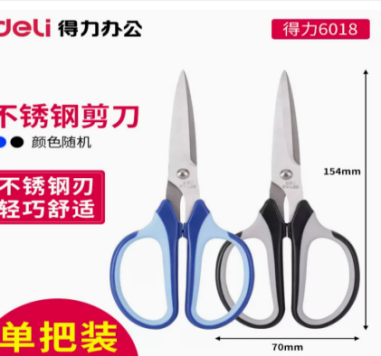 deli 得力办公
得力6018
不锈钢剪刀
颜色随机
不锈钢刃
轻巧舒适
154mm
70mm
单把装